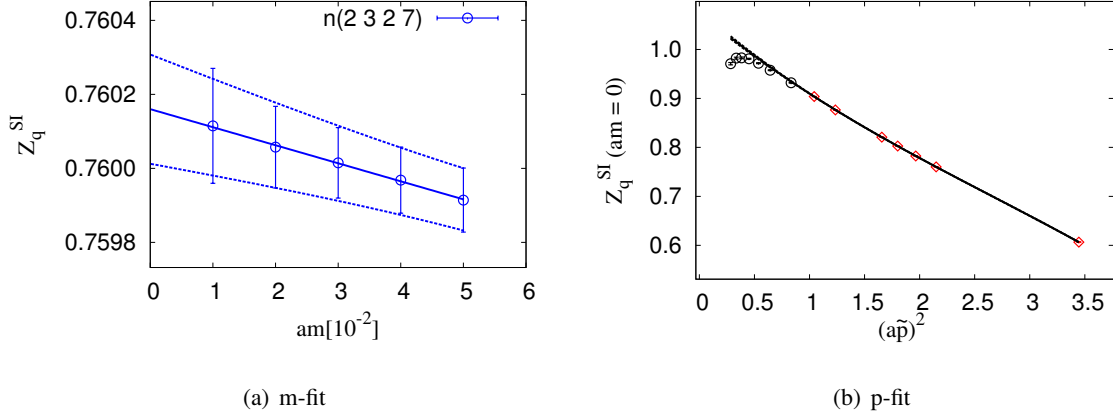 0.7604
0.7602
0.7600
0.7598
Z_q^SI
n(2 3 2 7)
0 1 2 3 4 5 6
am[10^-2]
(a) m-fit
1.0
0.9
0.8
0.7
0.6
Z_q^SI (am = 0)
0 0.5 1 1.5 2 2.5 3 3.5
(ap̃)^2
(b) p-fit